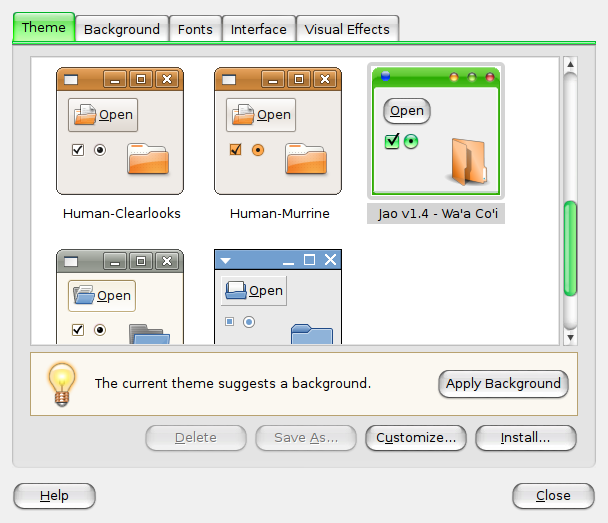 Theme
Background
Fonts
Interface
Visual Effects
Open
Open
Open
Human-Clearlooks
Human-Murrine
Jao v1.4 - Wa'a Co'i
Open
Open
The current theme suggests a background.
Apply Background
Delete
Save As...
Customize...
Install...
Help
Close